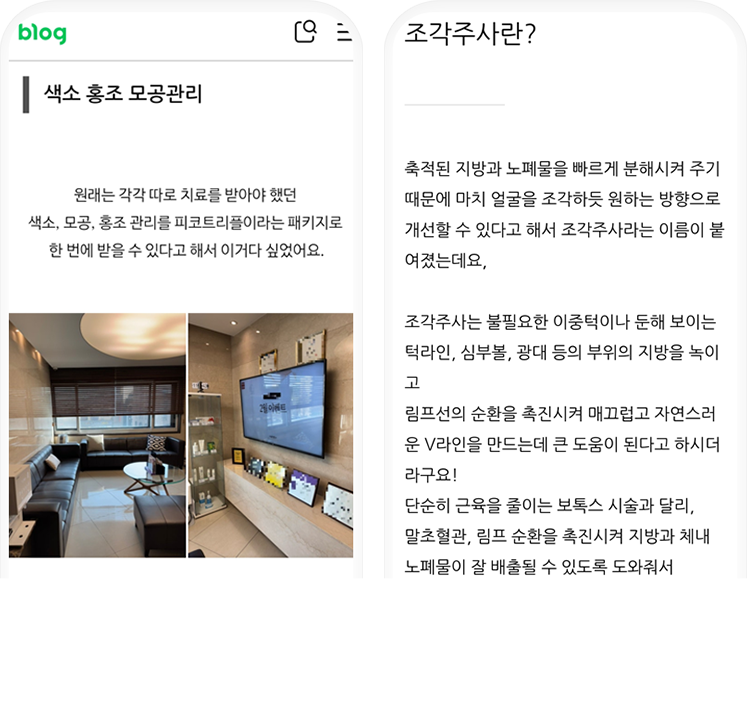 blog
색소 홍조 모공관리
원래는 각각 따로 치료를 받아야 했던
색소, 모공, 홍조 관리를 피코트리플이라는 패키지로
한 번에 받을 수 있다고 해서 이거다 싶었어요.
2월 이벤트
조각주사란?
축적된 지방과 노폐물을 빠르게 분해시켜 주기
때문에 마치 얼굴을 조각하듯 원하는 방향으로
개선할 수 있다고 해서 조각주사라는 이름이 붙
여졌는데요,
조각주사는 불필요한 이중턱이나 둔해 보이는
턱라인, 심부볼, 광대 등의 부위의 지방을 녹이
고
림프선의 순환을 촉진시켜 매끄럽고 자연스러
운 V라인을 만드는데 큰 도움이 된다고 하시더
라구요!
단순히 근육을 줄이는 보톡스 시술과 달리,
말초혈관, 림프 순환을 촉진시켜 지방과 체내
노폐물이 잘 배출될 수 있도록 도와줘서